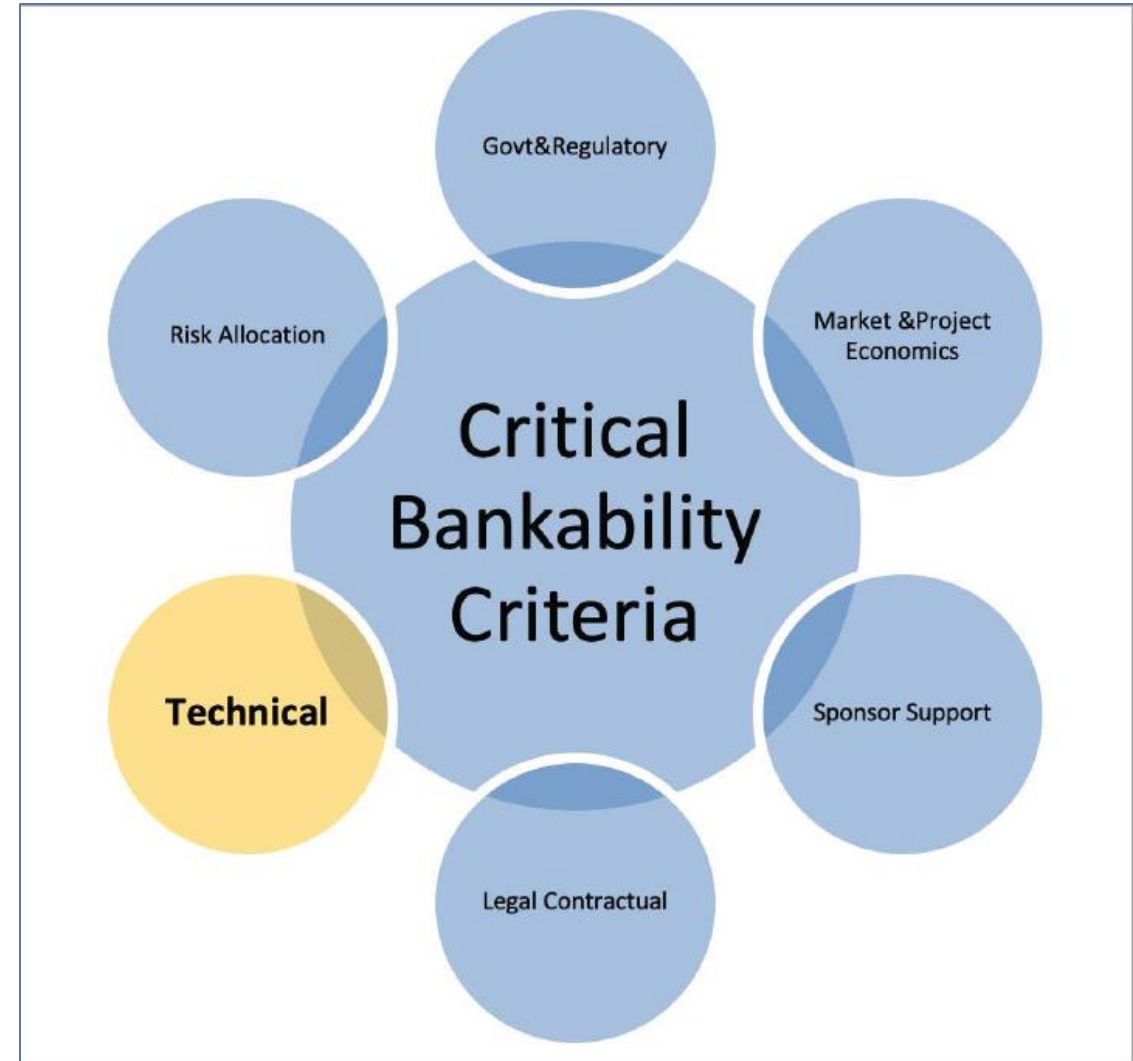 Govt&Regulatory
Market &Project
Economics
Risk Allocation
Critical
Bankability
Criteria
Technical
Sponsor Support
Legal Contractual